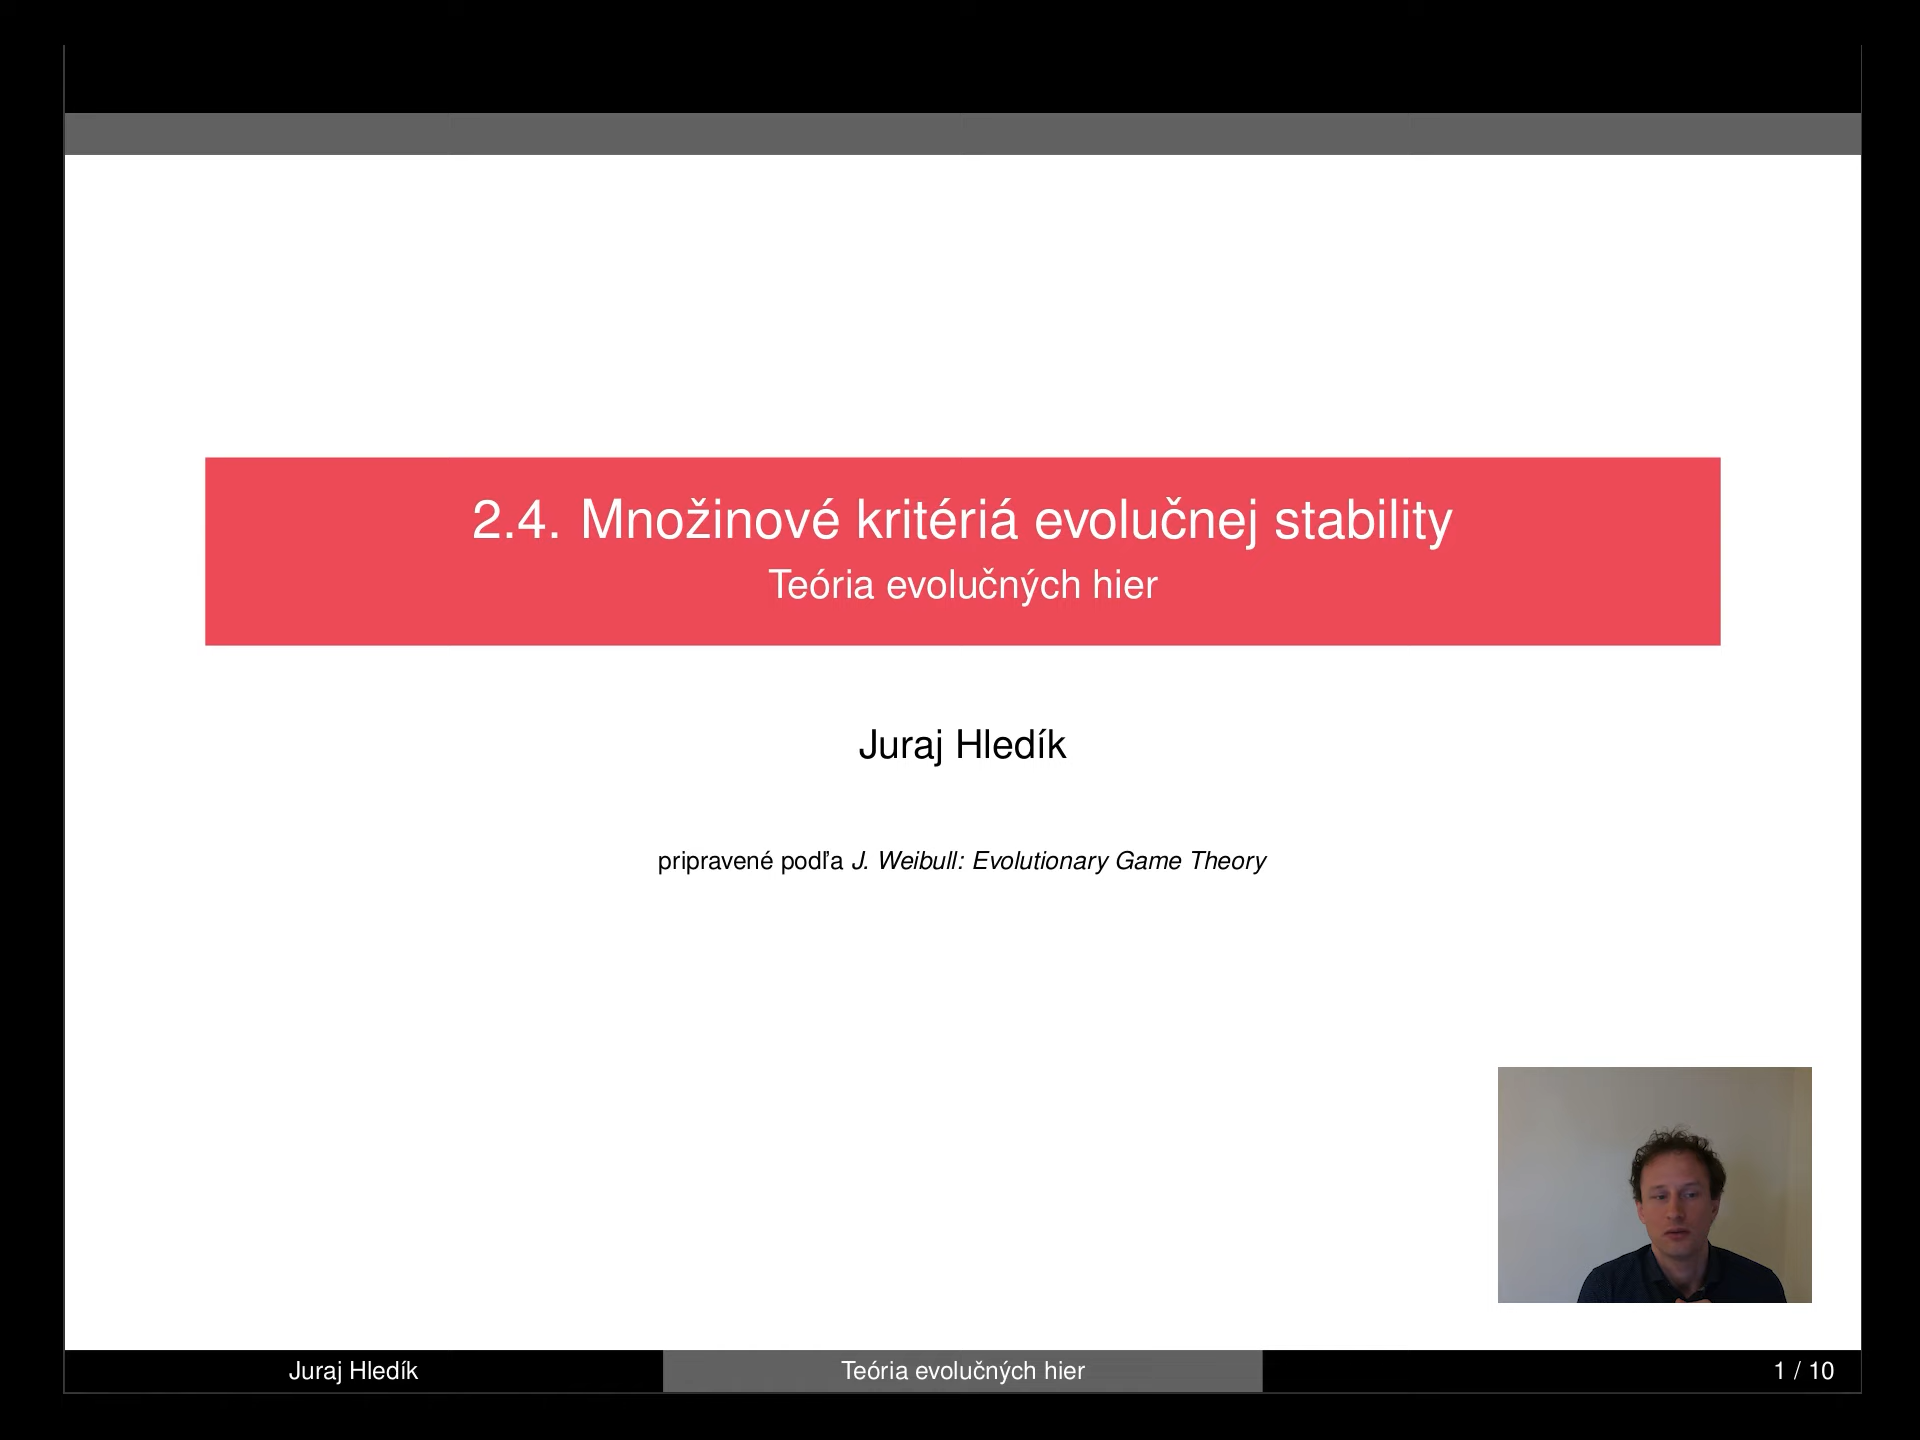 2.4. Množinové kritériá evolučnej stability
Teória evolučných hier
Juraj Hledík
pripravené podľa J. Weibull: Evolutionary Game Theory
Juraj Hledík
Teória evolučných hier
1 / 10